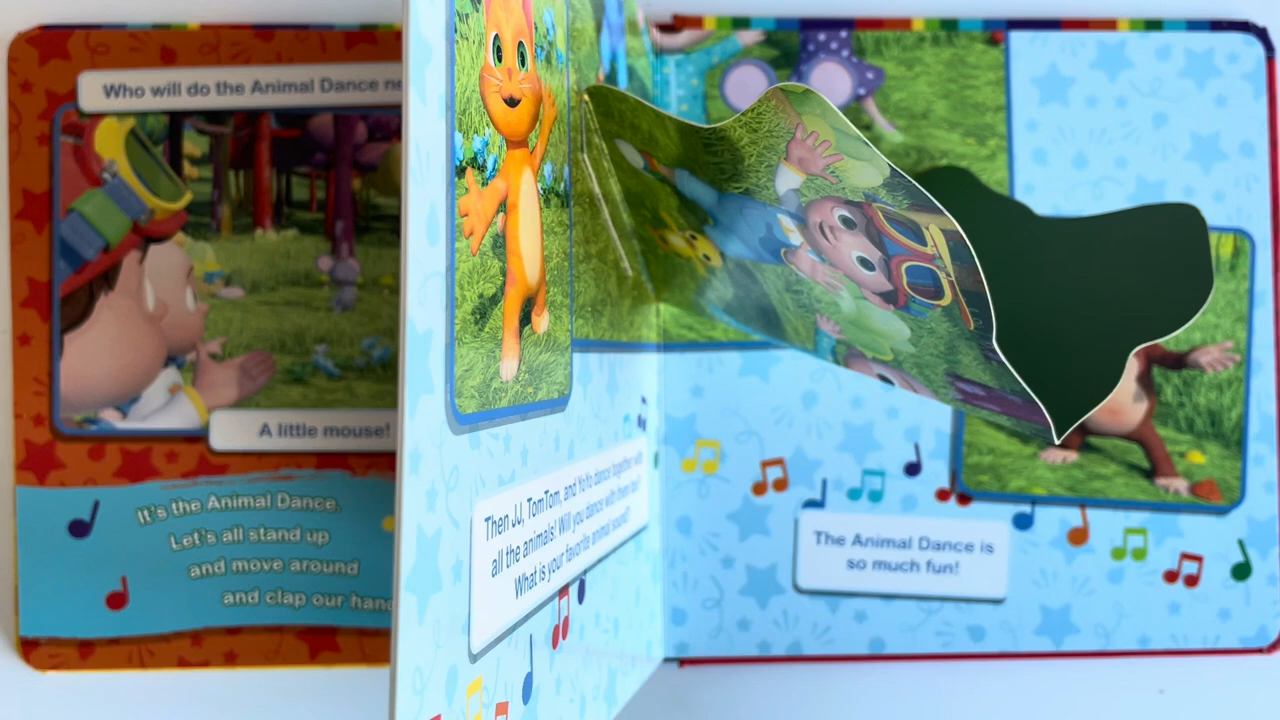 Who will do the Animal Dance ne
A little mouse!
It's the Animal Dance.
Let's all stand up
and move around
and clap our hand
Then JJ, TomTom, and YoYo dance together with
all the animals! Will you dance with them too?
What is your favorite animal sound?
The Animal Dance is
so much fun!